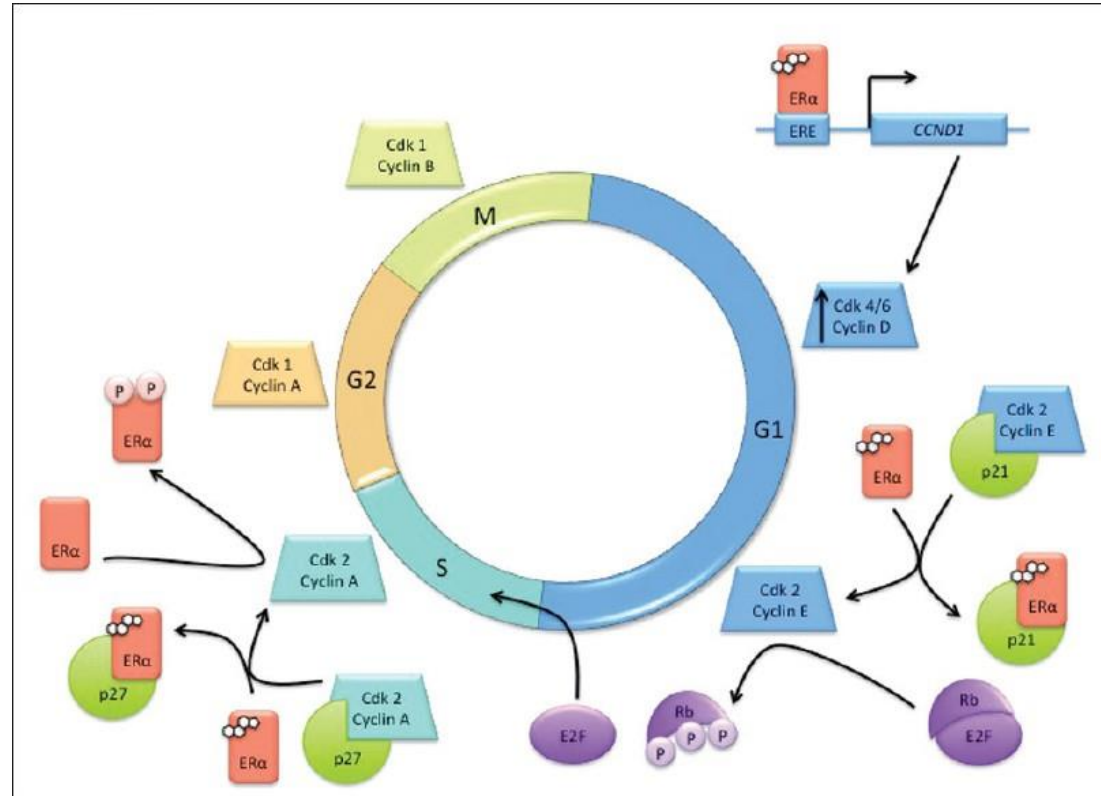 ERα
ERE
CCND1
Cdk 1
Cyclin B
M
Cdk 4/6
Cyclin D
Cdk 1
Cyclin A
G2
G1
P P
ERα
Cdk 2
Cyclin E
p21
ERα
ERα
Cdk 2
Cyclin A
S
Cdk 2
Cyclin E
ERα
p21
ERα
p27
Cdk 2
Cyclin A
p27
ERα
E2F
Rb
P P P
Rb
E2F